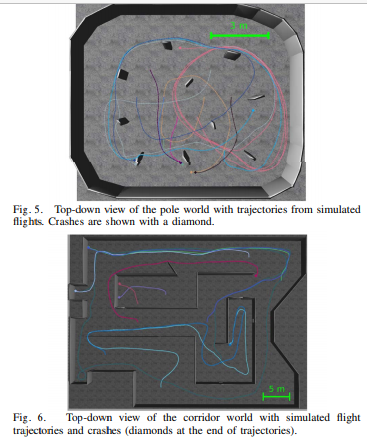 5 m
Fig. 5. Top-down view of the pole world with trajectories from simulated
flights. Crashes are shown with a diamond.
5 m
Fig. 6. Top-down view of the corridor world with simulated flight
trajectories and crashes (diamonds at the end of trajectories).